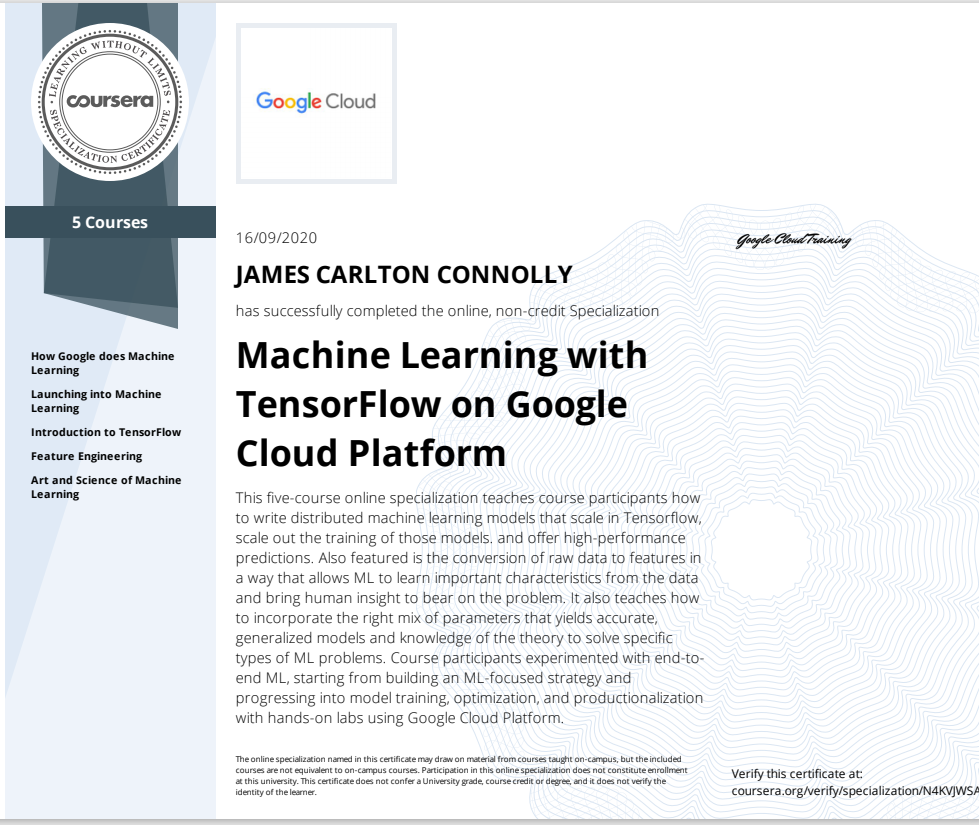 LEARNING WITHOUT LIMITS
coursera
SPECIALIZATION CERTIFICATE
5 Courses
How Google does Machine
Learning
Launching into Machine
Learning
Introduction to TensorFlow
Feature Engineering
Art and Science of Machine
Learning
Google Cloud
16/09/2020
Google Cloud Training
JAMES CARLTON CONNOLLY
has successfully completed the online, non-credit Specialization
Machine Learning with
TensorFlow on Google
Cloud Platform
This five-course online specialization teaches course participants how
to write distributed machine learning models that scale in Tensorflow,
scale out the training of those models. and offer high-performance
predictions. Also featured is the conversion of raw data to features in
a way that allows ML to learn important characteristics from the data
and bring human insight to bear on the problem. It also teaches how
to incorporate the right mix of parameters that yields accurate,
generalized models and knowledge of the theory to solve specific
types of ML problems. Course participants experimented with end-to-
end ML, starting from building an ML-focused strategy and
progressing into model training, optimization, and productionalization
with hands-on labs using Google Cloud Platform.
The online specialization named in this certificate may draw on material from courses taught on-campus, but the included
courses are not equivalent to on-campus courses. Participation in this online specialization does not constitute enrollment
at this university. This certificate does not confer a University grade, course credit or degree, and it does not verify the
identity of the learner.
Verify this certificate at:
coursera.org/verify/specialization/N4KVJWSA